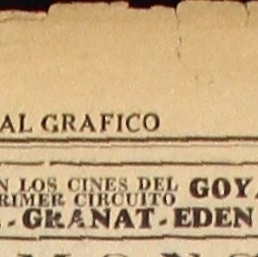 AL GRAFICO
N LOS CINES DEL GOY
RIMER CIRCUITO
- GRANAT - EDEN